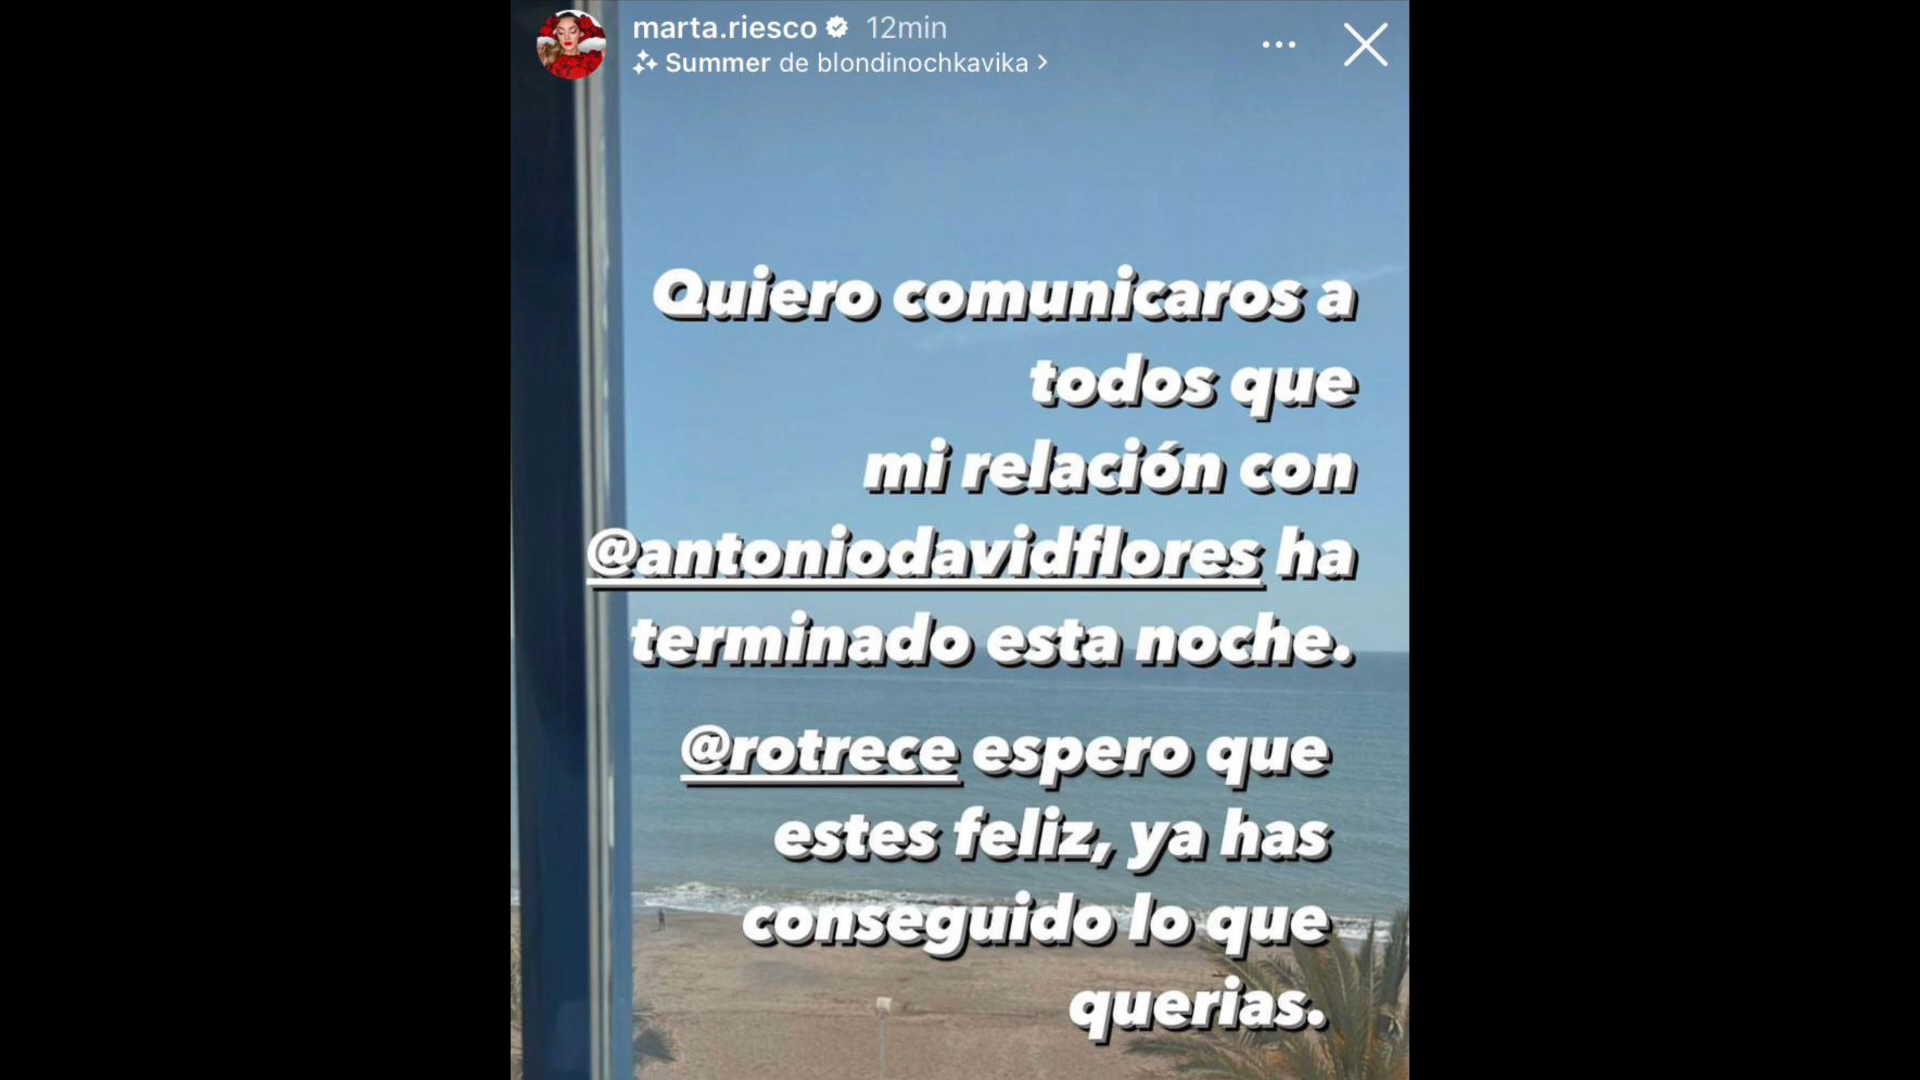 marta.riesco 12min
Summer de blondinochkavika >
Quiero comunicaros a
todos que
mi relación con
@antoniodavidflores ha
terminado esta noche.
@rotrece espero que
estes feliz, ya has
conseguido lo que
querias.